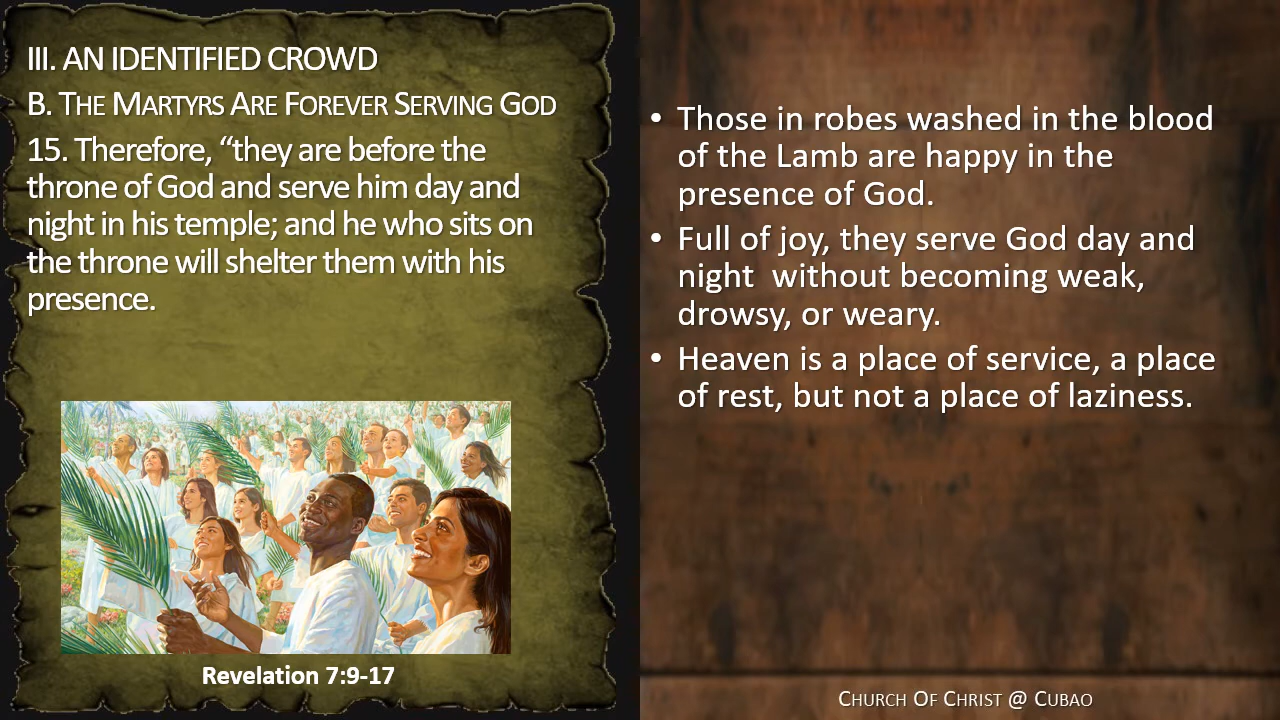 III. AN IDENTIFIED CROWD
B. THE MARTYRS ARE FOREVER SERVING GOD
15. Therefore, “they are before the
throne of God and serve him day and
night in his temple; and he who sits on
the throne will shelter them with his
presence.
Revelation 7:9-17
• Those in robes washed in the blood
of the Lamb are happy in the
presence of God.
• Full of joy, they serve God day and
night  without becoming weak,
drowsy, or weary.
• Heaven is a place of service, a place
of rest, but not a place of laziness.
CHURCH OF CHRIST @ CUBAO